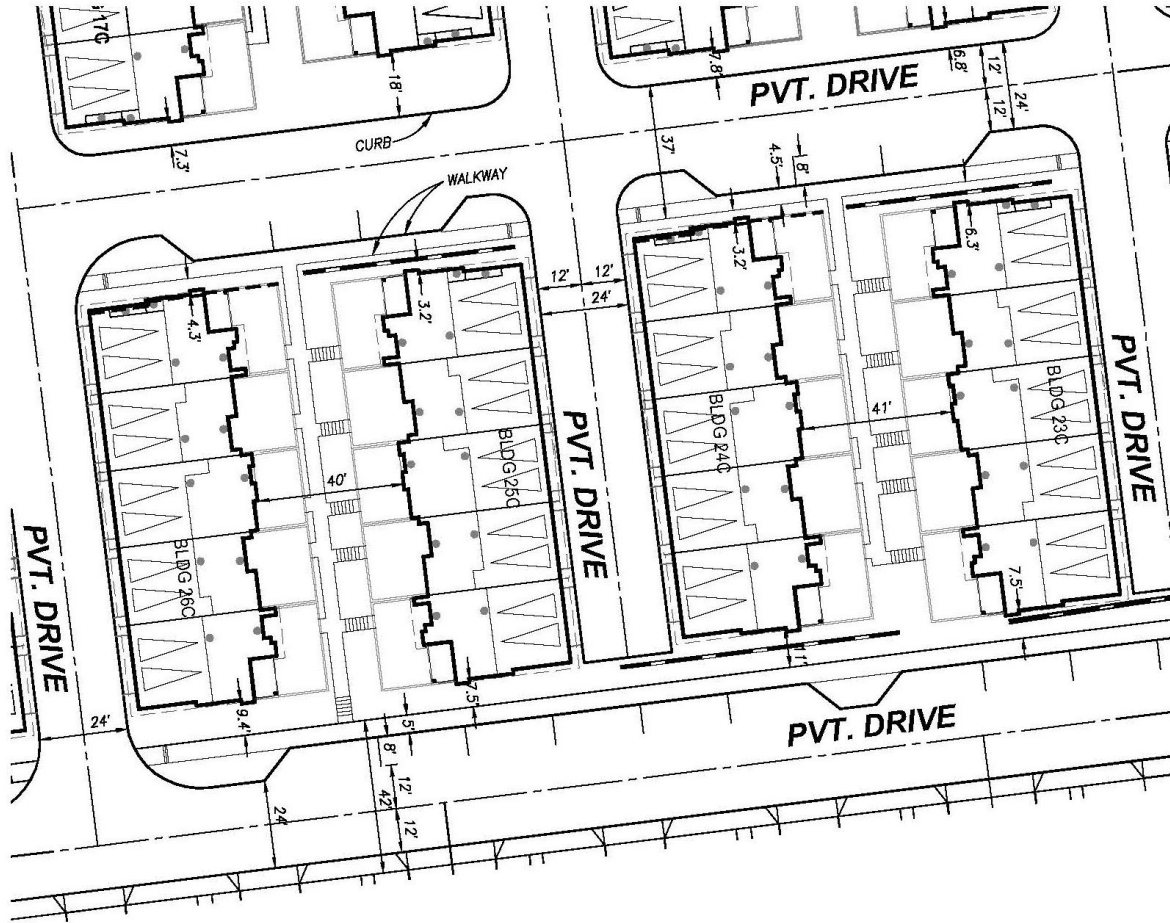 G 17C
18'
7.3'
CURB
WALKWAY
7.8'
6.8'
12'
12'
24'
PVT. DRIVE
37'
4.5'
8'
12'
12'
24'
3.2'
6.3'
4.3'
3.2'
BLDG 26C
40'
BLDG 25C
PVT. DRIVE
BLDG 24C
41'
BLDG 23C
PVT. DRIVE
PVT. DRIVE
24'
9.4'
7.5'
5'
8'
12'
42'
12'
24'
11'
7.5'
PVT. DRIVE